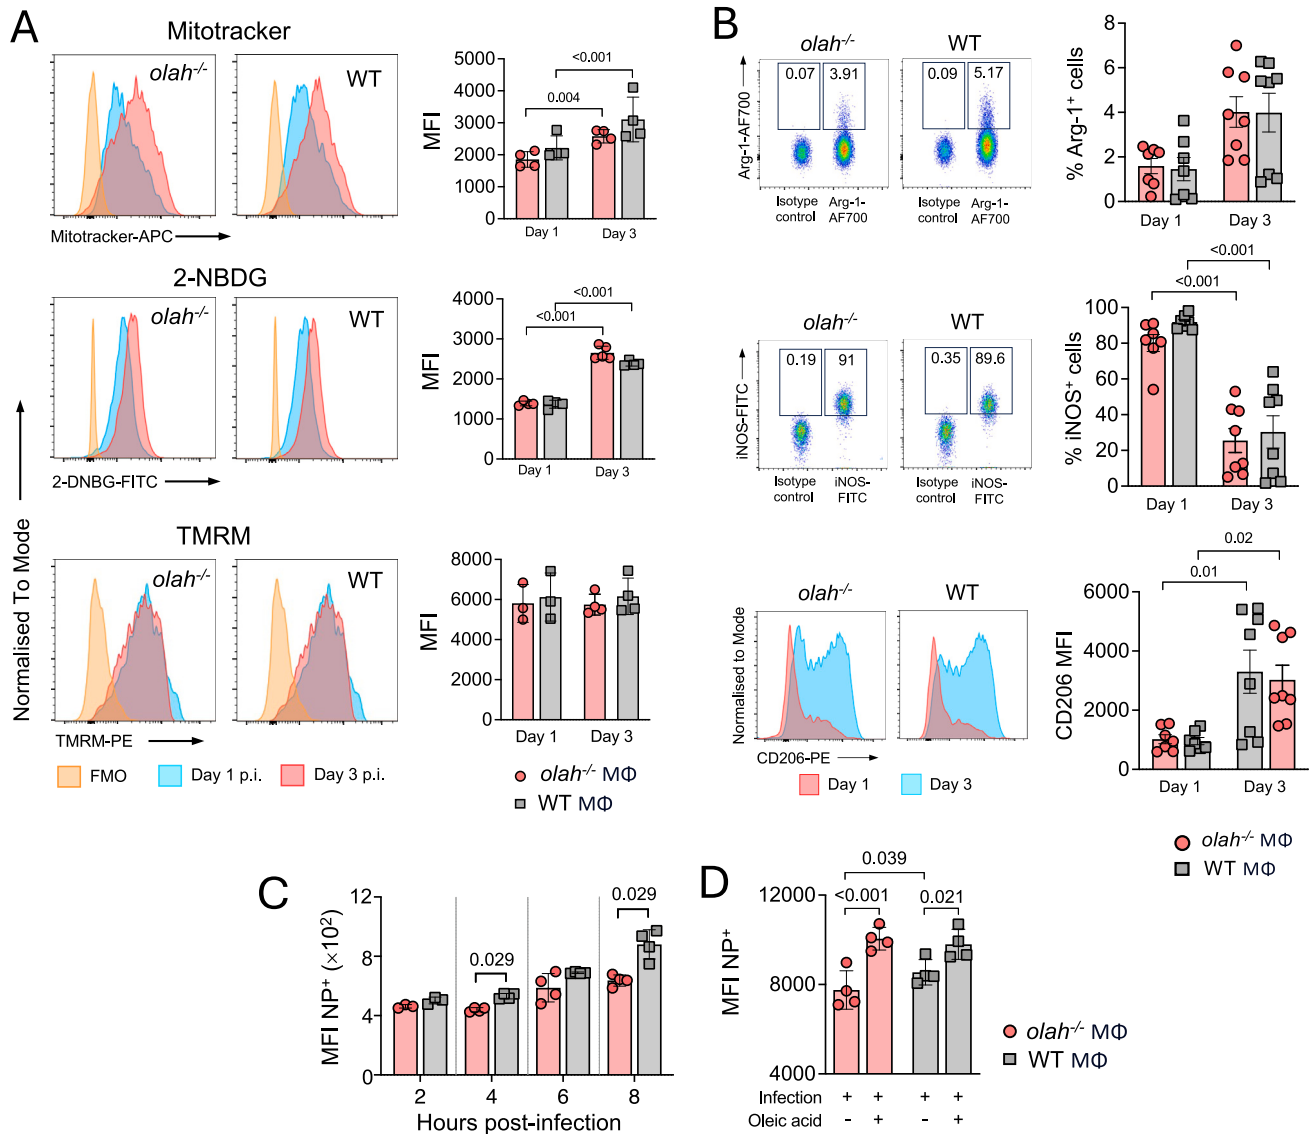 A
Mitotracker
olah-/-
WT
Mitotracker-APC
MFI
5000
4000
3000
2000
1000
0
<0.001
0.004
Day 1
Day 3
2-NBDG
olah-/-
WT
2-DNBG-FITC
MFI
4000
3000
2000
1000
0
<0.001
<0.001
Day 1
Day 3
Normalised To Mode
TMRM
olah-/-
WT
TMRM-PE
MFI
8000
6000
4000
2000
0
Day 1
Day 3
FMO
Day 1 p.i.
Day 3 p.i.
olah-/- MΦ
WT MΦ
B
olah-/-
WT
0.07
3.91
0.09
5.17
Arg-1-AF700
Isotype control
Arg-1-AF700
Isotype control
Arg-1-AF700
% Arg-1+ cells
8
6
4
2
0
Day 1
Day 3
olah-/-
WT
0.19
91
0.35
89.6
iNOS-FITC
Isotype control
iNOS-FITC
Isotype control
iNOS-FITC
% iNOS+ cells
100
80
60
40
20
0
<0.001
<0.001
Day 1
Day 3
olah-/-
WT
Normalised to Mode
CD206-PE
Day 1
Day 3
CD206 MFI
6000
4000
2000
0
0.02
0.01
Day 1
Day 3
olah-/- MΦ
WT MΦ
C
MFI NP+ (×10²)
12
8
4
0
0.029
0.029
2
4
6
8
Hours post-infection
D
MFI NP+
12000
8000
4000
0.039
<0.001
0.021
Infection + + + +
Oleic acid - + - +
olah-/- MΦ
WT MΦ